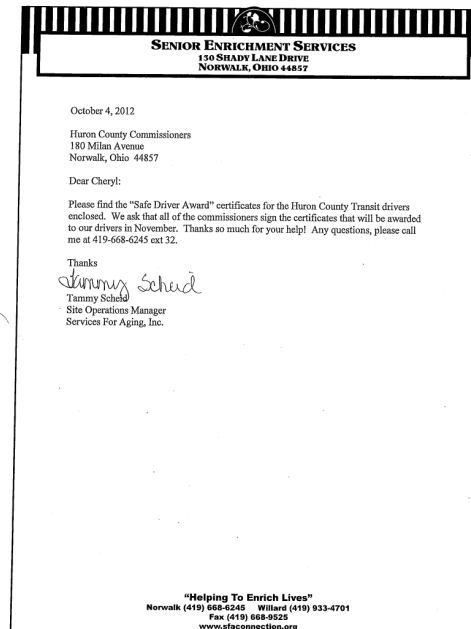 SENIOR ENRICHMENT SERVICES
130 SHADY LANE DRIVE
NORWALK, OHIO 44857
October 4, 2012
Huron County Commissioners
180 Milan Avenue
Norwalk, Ohio 44857
Dear Cheryl:
Please find the “Safe Driver Award” certificates for the Huron County Transit drivers
enclosed. We ask that all of the commissioners sign the certificates that will be awarded
to our drivers in November. Thanks so much for your help! Any questions, please call
me at 419-668-6245 ext 32.
Thanks
Tammy Scheid
Tammy Scheid
Site Operations Manager
Services For Aging, Inc.
“Helping To Enrich Lives”
Norwalk (419) 668-6245 Willard (419) 933-4701
Fax (419) 668-9525
www.sfaconnection.org